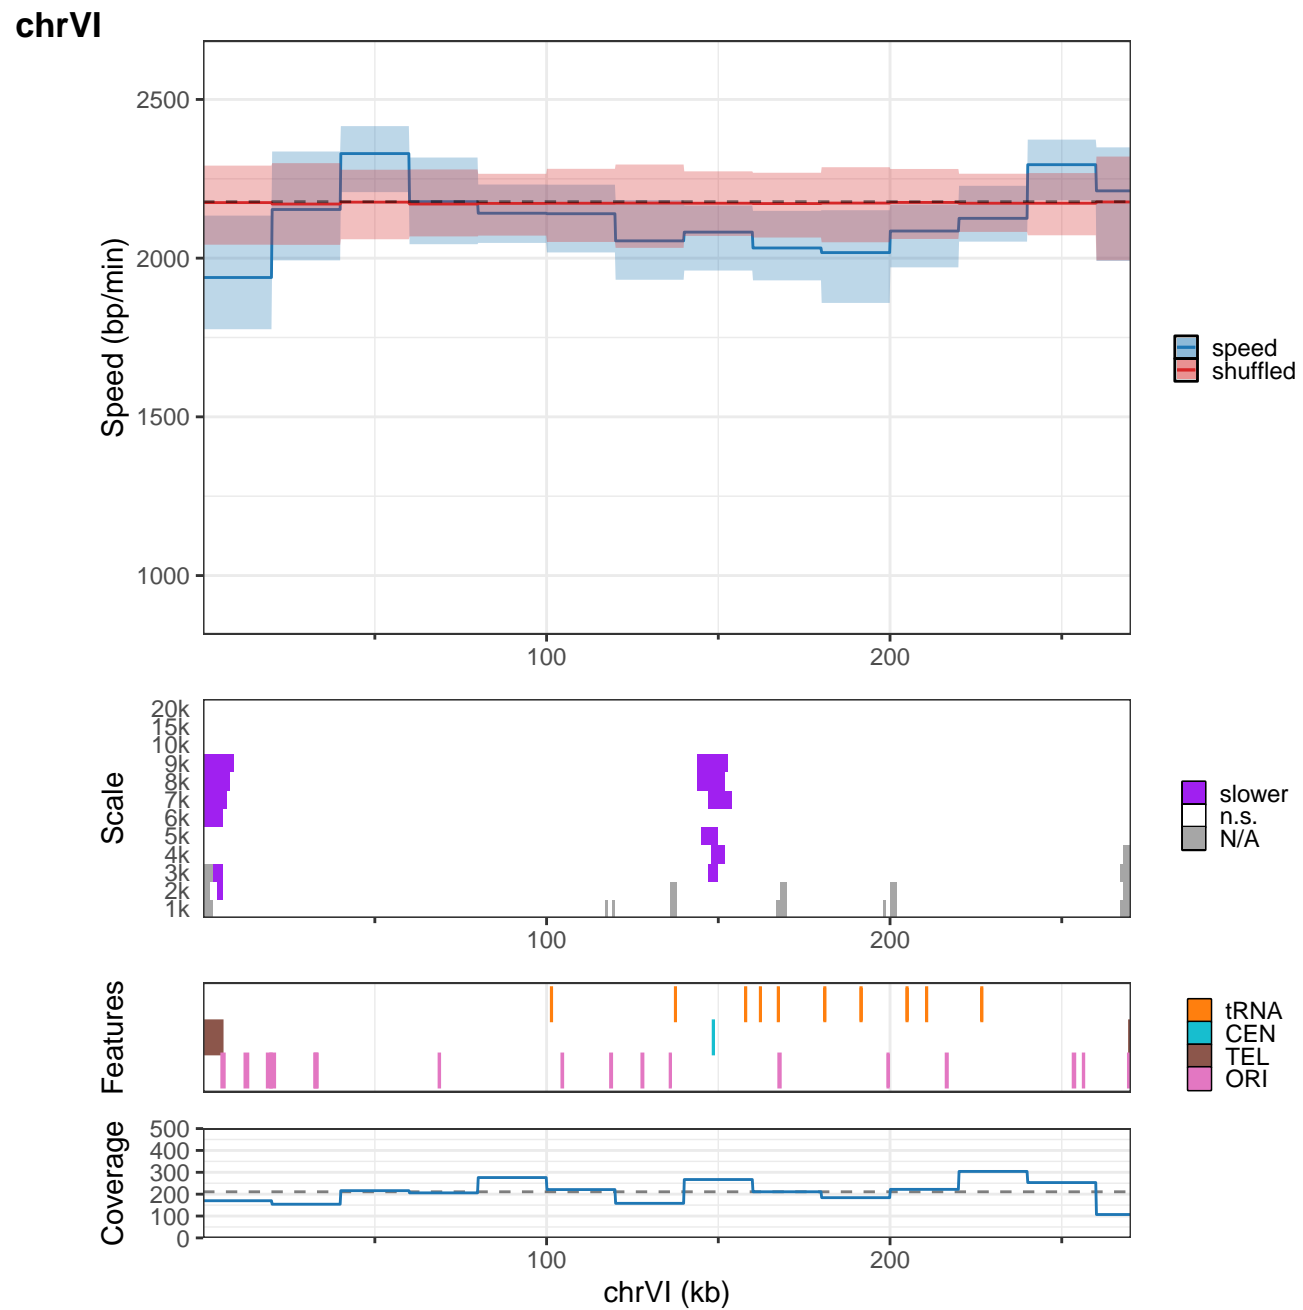 chrVI
Speed (bp/min)
2500
2000
1500
1000
100
200
speed
shuffled
Scale
20k
15k
10k
9k
8k
7k
6k
5k
4k
3k
2k
1k
100
200
slower
n.s.
N/A
Features
tRNA
CEN
TEL
ORI
Coverage
500
400
300
200
100
0
100
200
chrVI (kb)